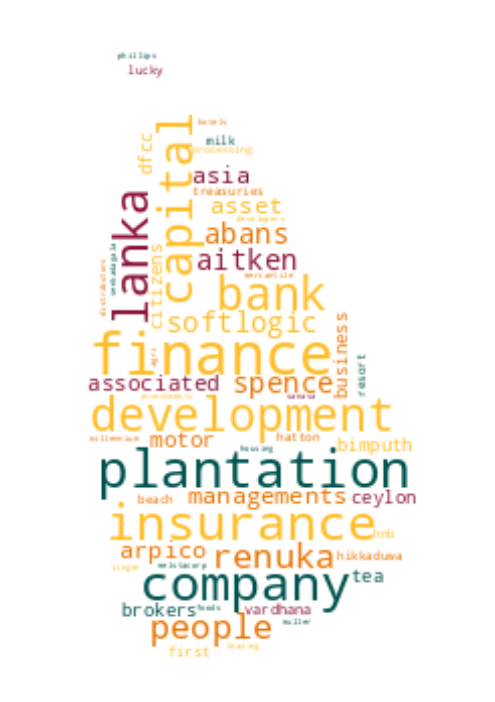 phillips
lucky
hotels
milk
processing
dfcc
capital
asia
treasuries
lanka
asset
developers
abans
aitken
mercantile
citizens
distributors
bank
softlogic
business
finance
agri
resort
associated
spence
investments
sanasa
development
millennium
motor
hatton
housing
bimputh
plantation
beach
managements
ceylon
insurance
hnb
arpico
renuka
hikkaduwa
singer
melstacorp
tea
company
brokers
foods
vardhana
muller
people
first
leasing